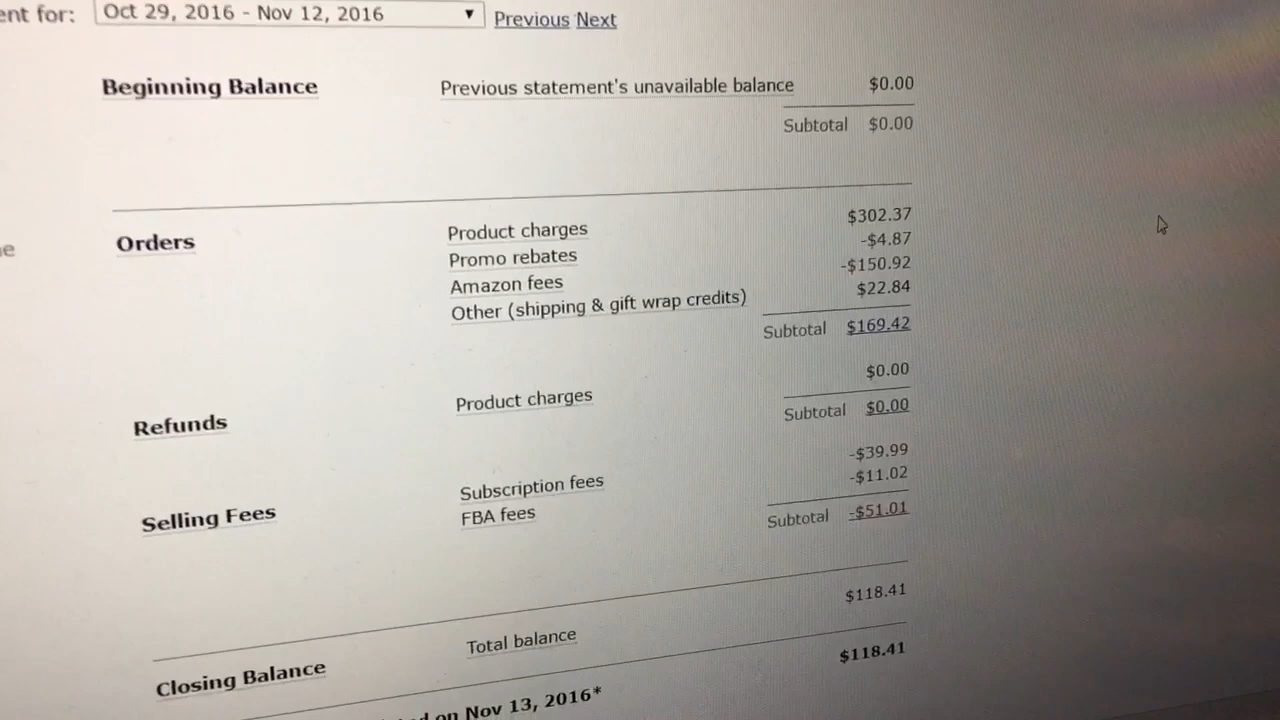 ent for: Oct 29, 2016 - Nov 12, 2016 Previous Next
Beginning Balance Previous statement's unavailable balance $0.00
Subtotal $0.00
Orders Product charges $302.37
Promo rebates -$4.87
Amazon fees -$150.92
Other (shipping & gift wrap credits) $22.84
Subtotal $169.42
Refunds Product charges $0.00
Subtotal $0.00
Selling Fees Subscription fees -$39.99
FBA fees -$11.02
Subtotal -$51.01
Closing Balance Total balance $118.41
$118.41
on Nov 13, 2016*